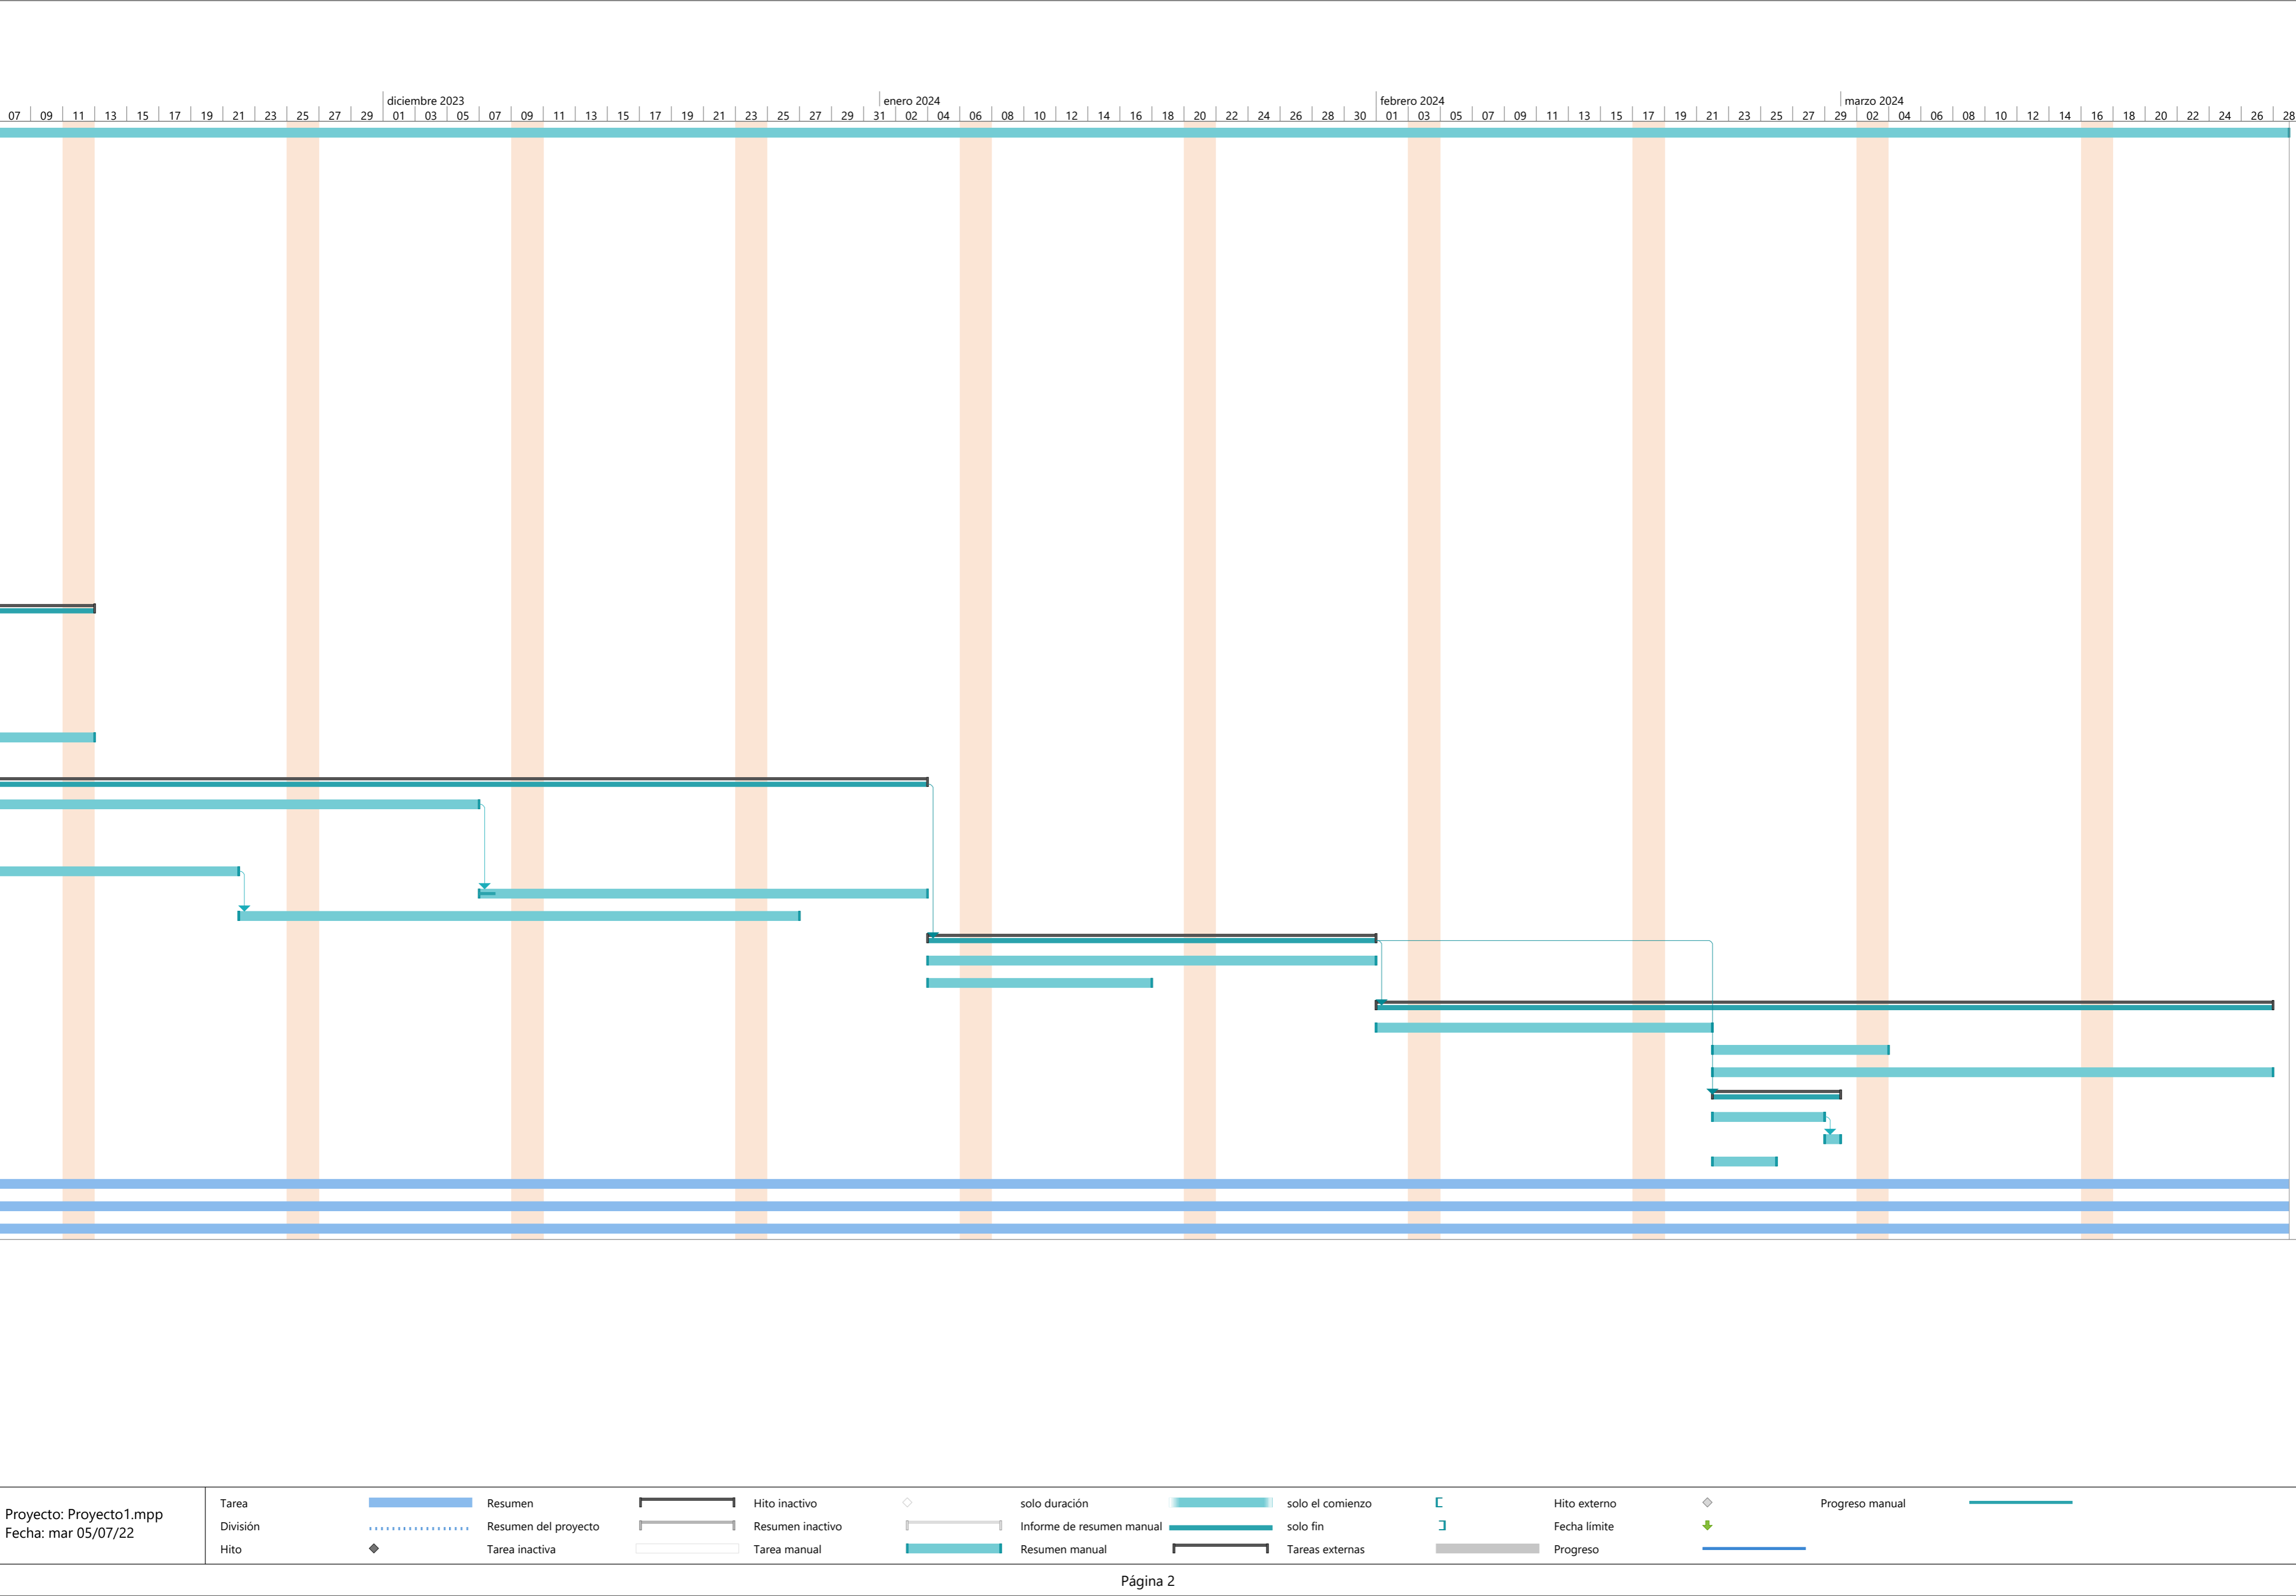 diciembre 2023 enero 2024 febrero 2024 marzo 2024
07 09 11 13 15 17 19 21 23 25 27 29 01 03 05 07 09 11 13 15 17 19 21 23 25 27 29 31 02 04 06 08 10 12 14 16 18 20 22 24 26 28 30 01 03 05 07 09 11 13 15 17 19 21 23 25 27 29 02 04 06 08 10 12 14 16 18 20 22 24 26 28
Proyecto: Proyecto1.mpp
Fecha: mar 05/07/22
Tarea Resumen Hito inactivo solo duración solo el comienzo Hito externo Progreso manual
División Resumen del proyecto Resumen inactivo Informe de resumen manual solo fin Fecha límite
Hito Tarea inactiva Tarea manual Resumen manual Tareas externas Progreso
Página 2